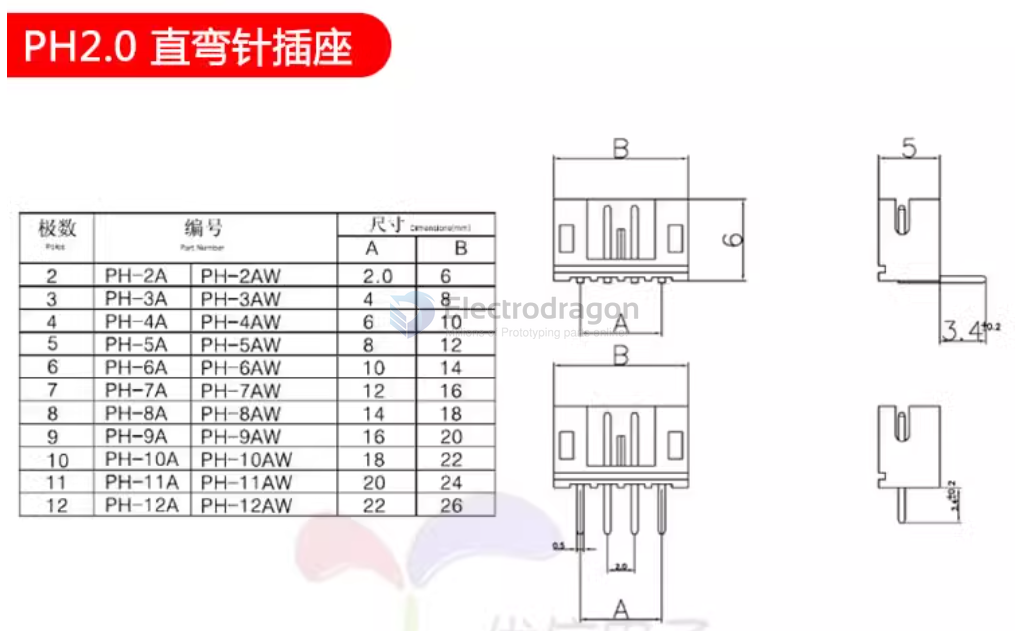 PH2.0 直弯针插座
极数 编号 尺寸 Dimensions(mm)
Poles Part Number A B
2 PH-2A PH-2AW 2.0 6
3 PH-3A PH-3AW 4 8
4 PH-4A PH-4AW 6 10
5 PH-5A PH-5AW 8 12
6 PH-6A PH-6AW 10 14
7 PH-7A PH-7AW 12 16
8 PH-8A PH-8AW 14 18
9 PH-9A PH-9AW 16 20
10 PH-10A PH-10AW 18 22
11 PH-11A PH-11AW 20 24
12 PH-12A PH-12AW 22 26
Electrodragon
B
6
A
5
3.4±0.2
B
0.5
2.0
A
3.4±0.2